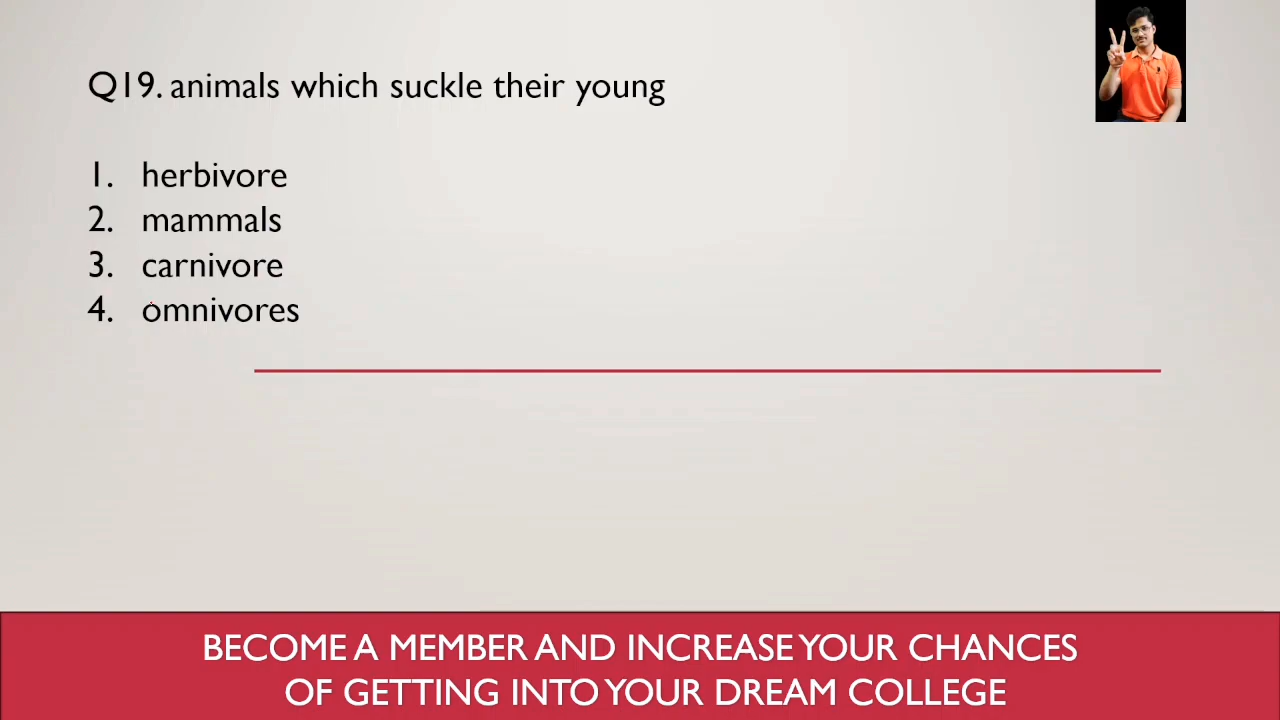 Q19. animals which suckle their young
1. herbivore
2. mammals
3. carnivore
4. omnivores
BECOME A MEMBER AND INCREASE YOUR CHANCES
OF GETTING INTO YOUR DREAM COLLEGE